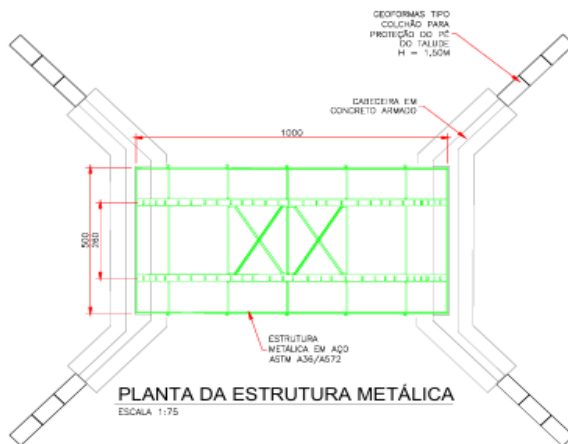 GEOFORMAS TIPO
COLCHÃO PARA
PROTEÇÃO DO PÉ
DO TALUDE
H = 1,50M
CABECEIRA EM
CONCRETO ARMADO
1000
500
260
ESTRUTURA
METÁLICA EM AÇO
ASTM A36/A572
PLANTA DA ESTRUTURA METÁLICA
ESCALA 1:75